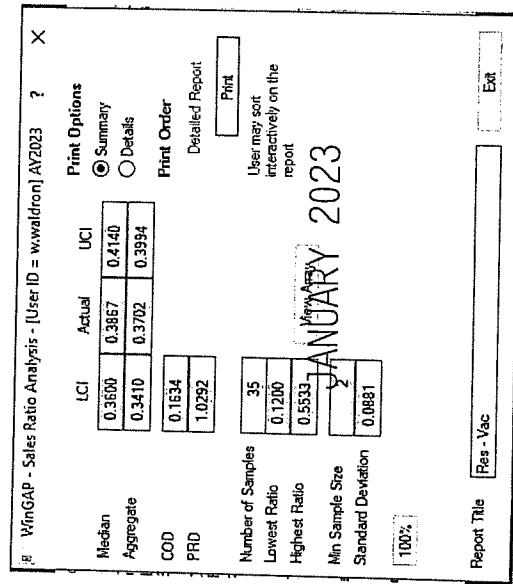 WinGAP - Sales Ratio Analysis - [User ID = w.waldron] AY2023 ? ×
LCI Actual UCI
Median 0.3600 0.3867 0.4140
Aggregate 0.3410 0.3702 0.3994
COD 0.1634
PRD 1.0292
Number of Samples 35
Lowest Ratio 0.1200
Highest Ratio 0.5533
Min Sample Size 2
Standard Deviation 0.0881
100%
View Array
JANUARY 2023
Print Options
Summary
Details
Print Order
Detailed Report
Print
User may sort
interactively on the
report
Report Title Res - Vac
Exit